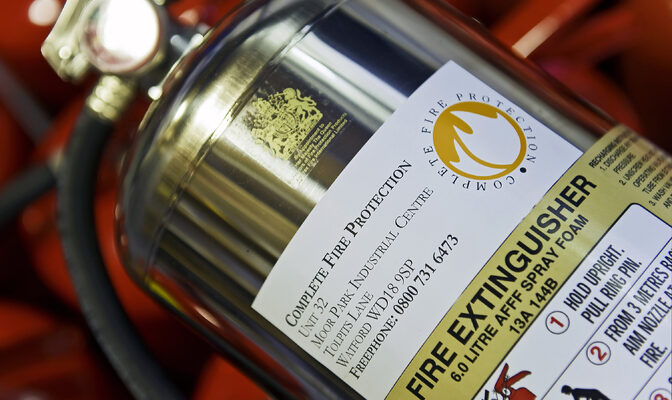 COMPLETE FIRE PROTECTION
COMPLETE FIRE PROTECTION
UNIT 32
MOOR PARK INDUSTRIAL CENTRE
TOLPITS LANE
WATFORD WD18 9SP
FREEPHONE: 0800 731 6473
FIRE EXTINGUISHER
6.0 LITRE AFFF SPRAY FOAM
13A 144B
1 HOLD UPRIGHT.
PULL RING PIN.
2 FROM 3 METRES
AIM NOZZLE
FIRE.